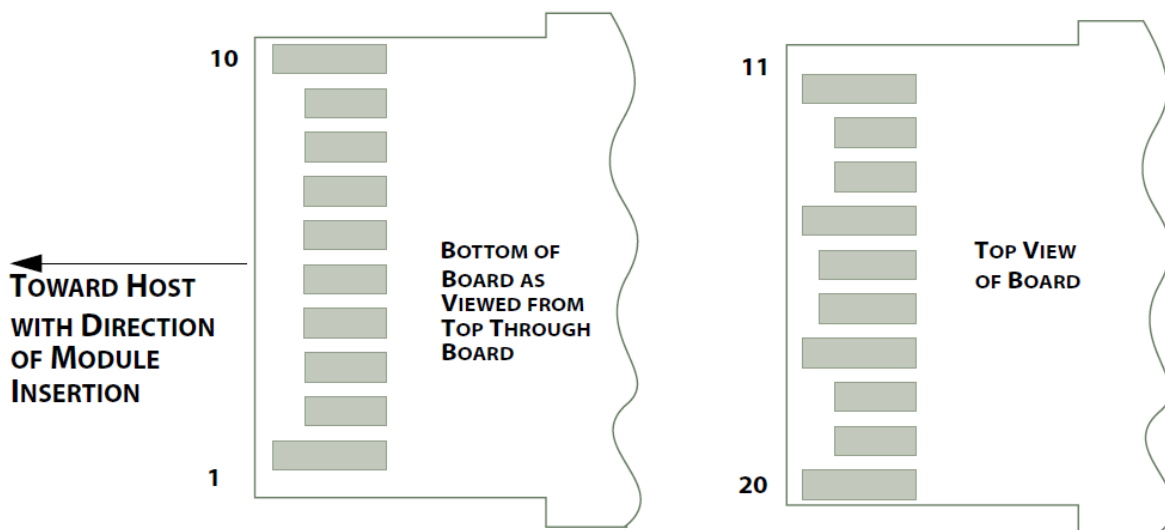 10
1
TOWARD HOST
WITH DIRECTION
OF MODULE
INSERTION
BOTTOM OF
BOARD AS
VIEWED FROM
TOP THROUGH
BOARD
11
20
TOP VIEW
OF BOARD